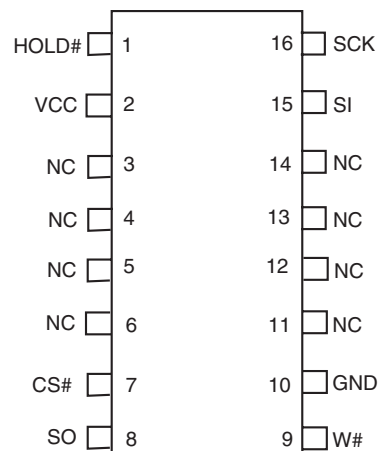 HOLD# 1 16 SCK
VCC 2 15 SI
NC 3 14 NC
NC 4 13 NC
NC 5 12 NC
NC 6 11 NC
CS# 7 10 GND
SO 8 9 W#